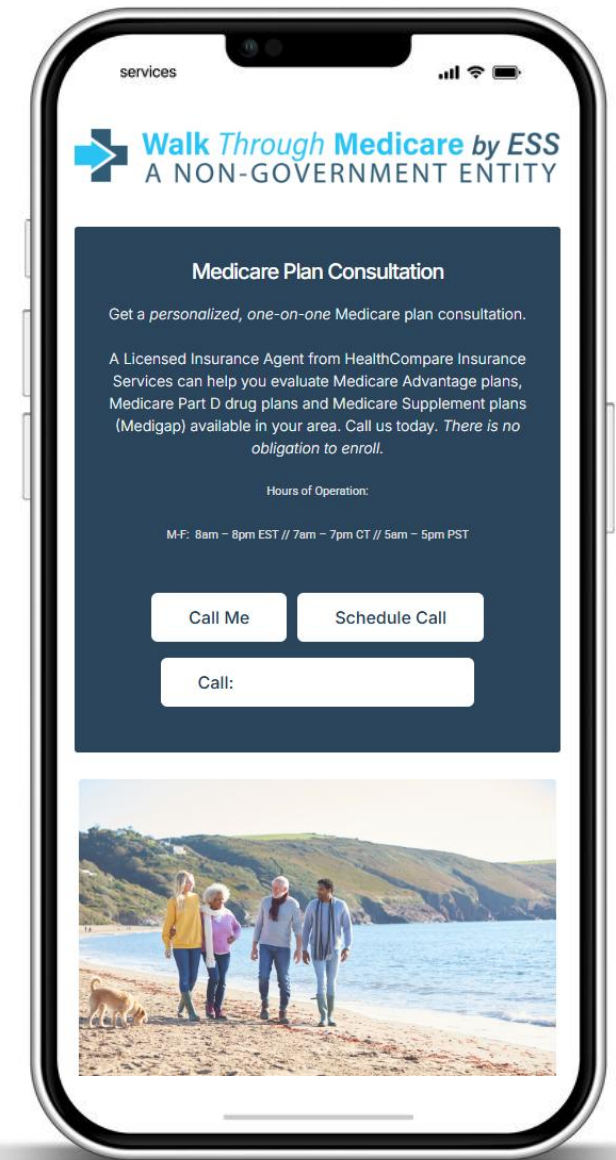 services
Walk Through Medicare by ESS
A NON-GOVERNMENT ENTITY
Medicare Plan Consultation
Get a personalized, one-on-one Medicare plan consultation.
A Licensed Insurance Agent from HealthCompare Insurance
Services can help you evaluate Medicare Advantage plans,
Medicare Part D drug plans and Medicare Supplement plans
(Medigap) available in your area. Call us today. There is no
obligation to enroll.
Hours of Operation:
M-F: 8am – 8pm EST // 7am – 7pm CT // 5am – 5pm PST
Call Me
Schedule Call
Call: